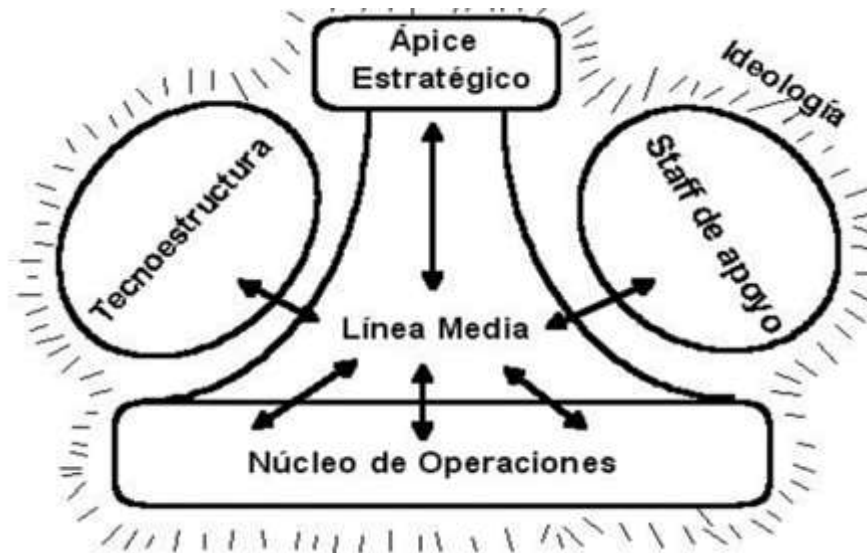 Ápice
Estratégico
Ideología
Tecnoestructura
Staff de apoyo
Línea Media
Núcleo de Operaciones